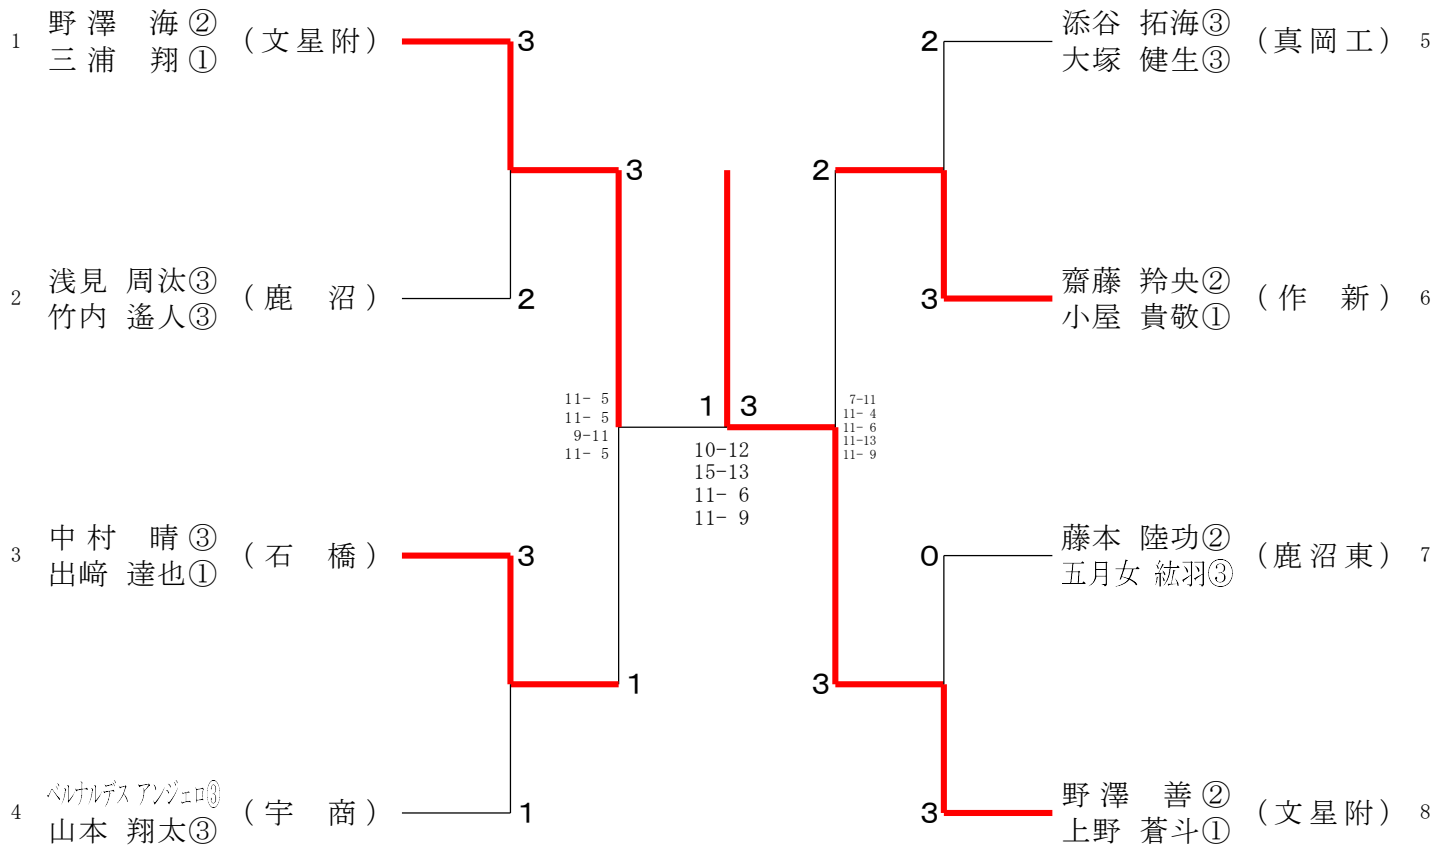 1 野澤 海② (文星附) 3
三浦 翔①
2 浅見 周汰③ (鹿 沼) 2
竹内 遙人③
3
3 中村 晴③ (石 橋) 3
出﨑 達也①
4 ベルナルデス アンジェロ③ (宇 商) 1
山本 翔太③
1
11- 5
11- 5
9-11
11- 5
1 3
10-12
15-13
11- 6
11- 9
2 添谷 拓海③ (真岡工) 5
大塚 健生③
2
3 齋藤 羚央② (作 新) 6
小屋 貴敬①
7-11
11- 4
11- 6
11-13
11- 9
0 藤本 陸功② (鹿沼東) 7
五月女 紘羽③
3
3 野澤 善② (文星附) 8
上野 蒼斗①